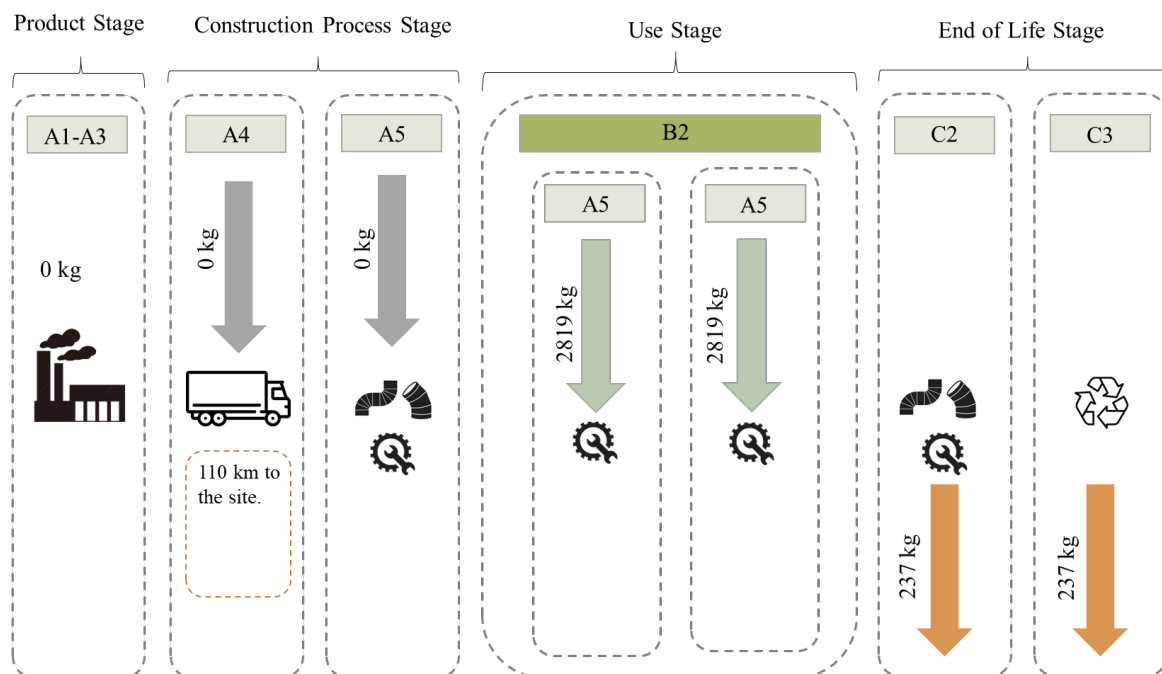 Product Stage
Construction Process Stage
Use Stage
End of Life Stage
A1-A3
A4
A5
B2
C2
C3
A5
A5
0 kg
0 kg
0 kg
2819 kg
2819 kg
110 km to
the site.
237 kg
237 kg